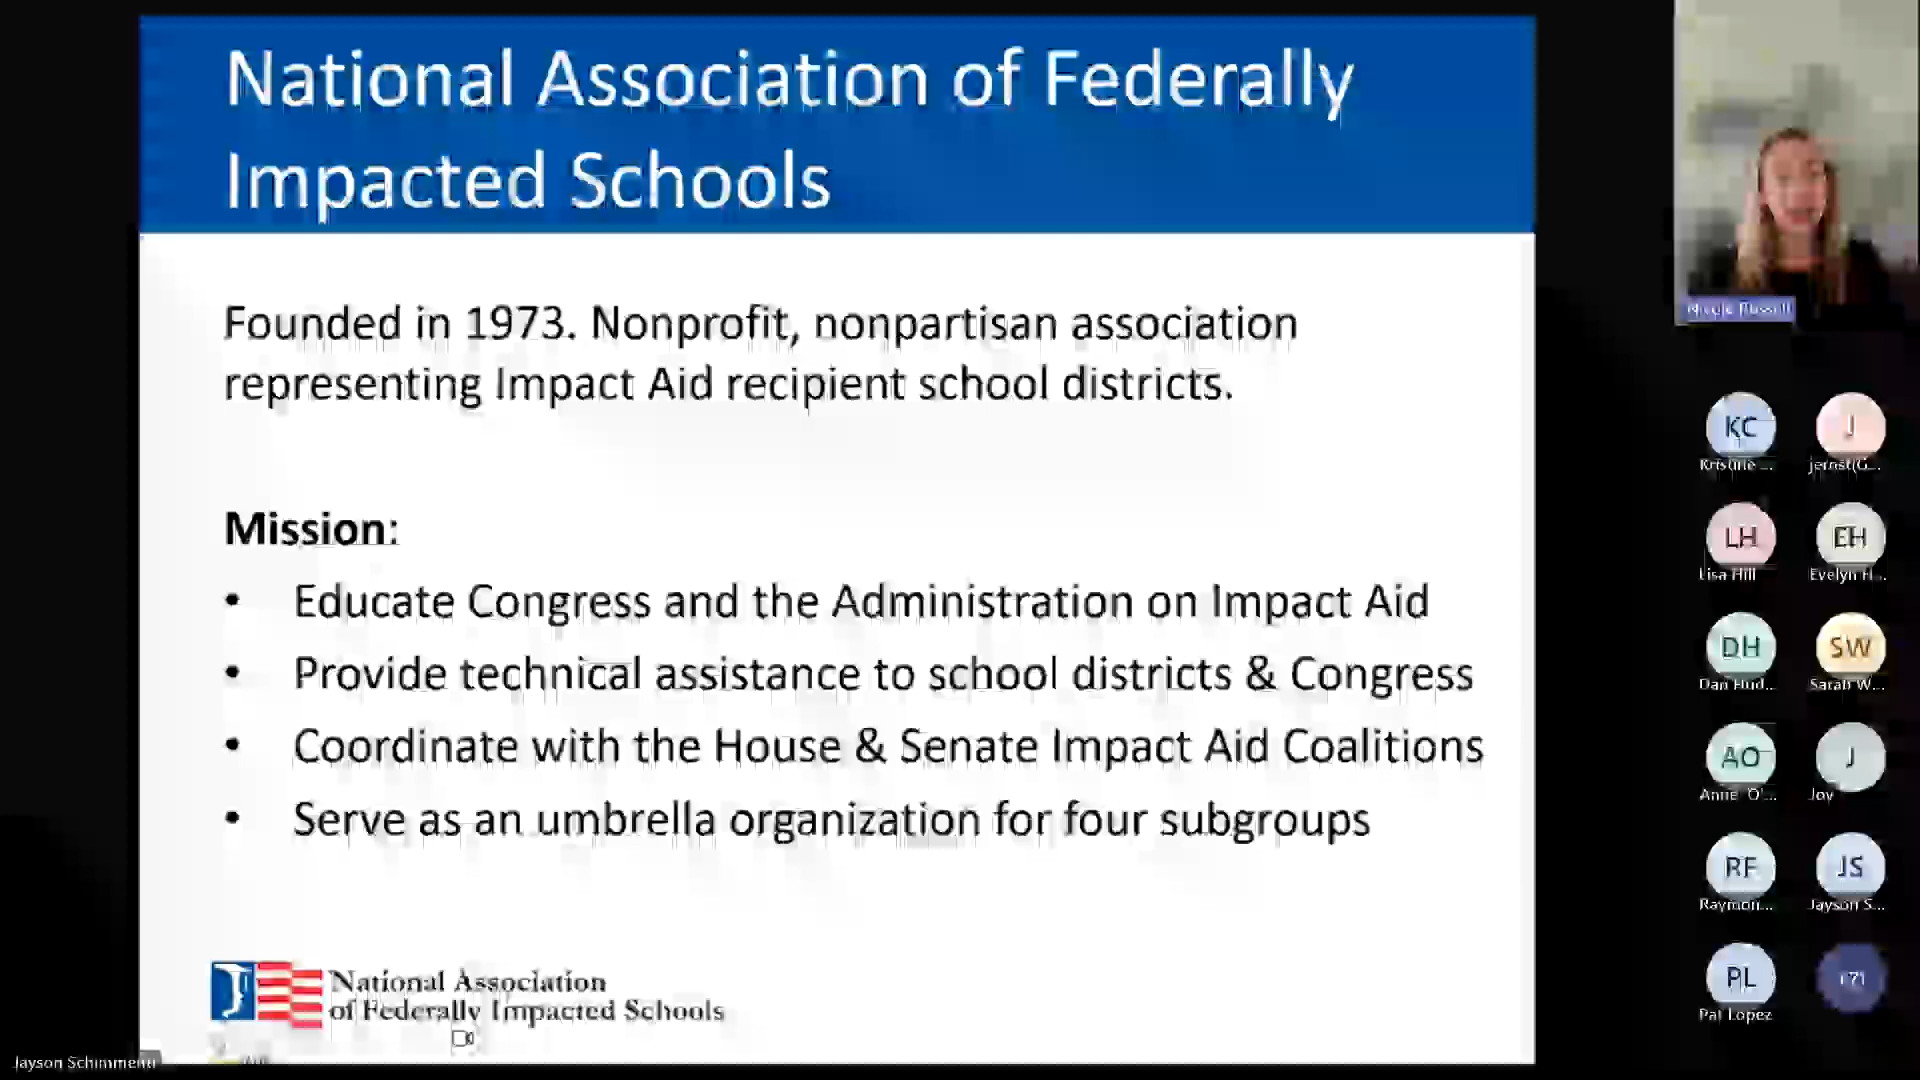 National Association of Federally
Impacted Schools
Founded in 1973. Nonprofit, nonpartisan association
representing Impact Aid recipient school districts.
Mission:
• Educate Congress and the Administration on Impact Aid
• Provide technical assistance to school districts & Congress
• Coordinate with the House & Senate Impact Aid Coalitions
• Serve as an umbrella organization for four subgroups
National Association
of Federally Impacted Schools
Nicole Russell
KC
J
Kristine ...
LH
EH
Lisa Hill
Evelyn H...
DH
SW
Dan Hud...
Sarah W...
AO
J
Anne O'...
Joy
RF
JS
Raymon...
Jayson S...
PL
+71
Pat Lopez
Jayson